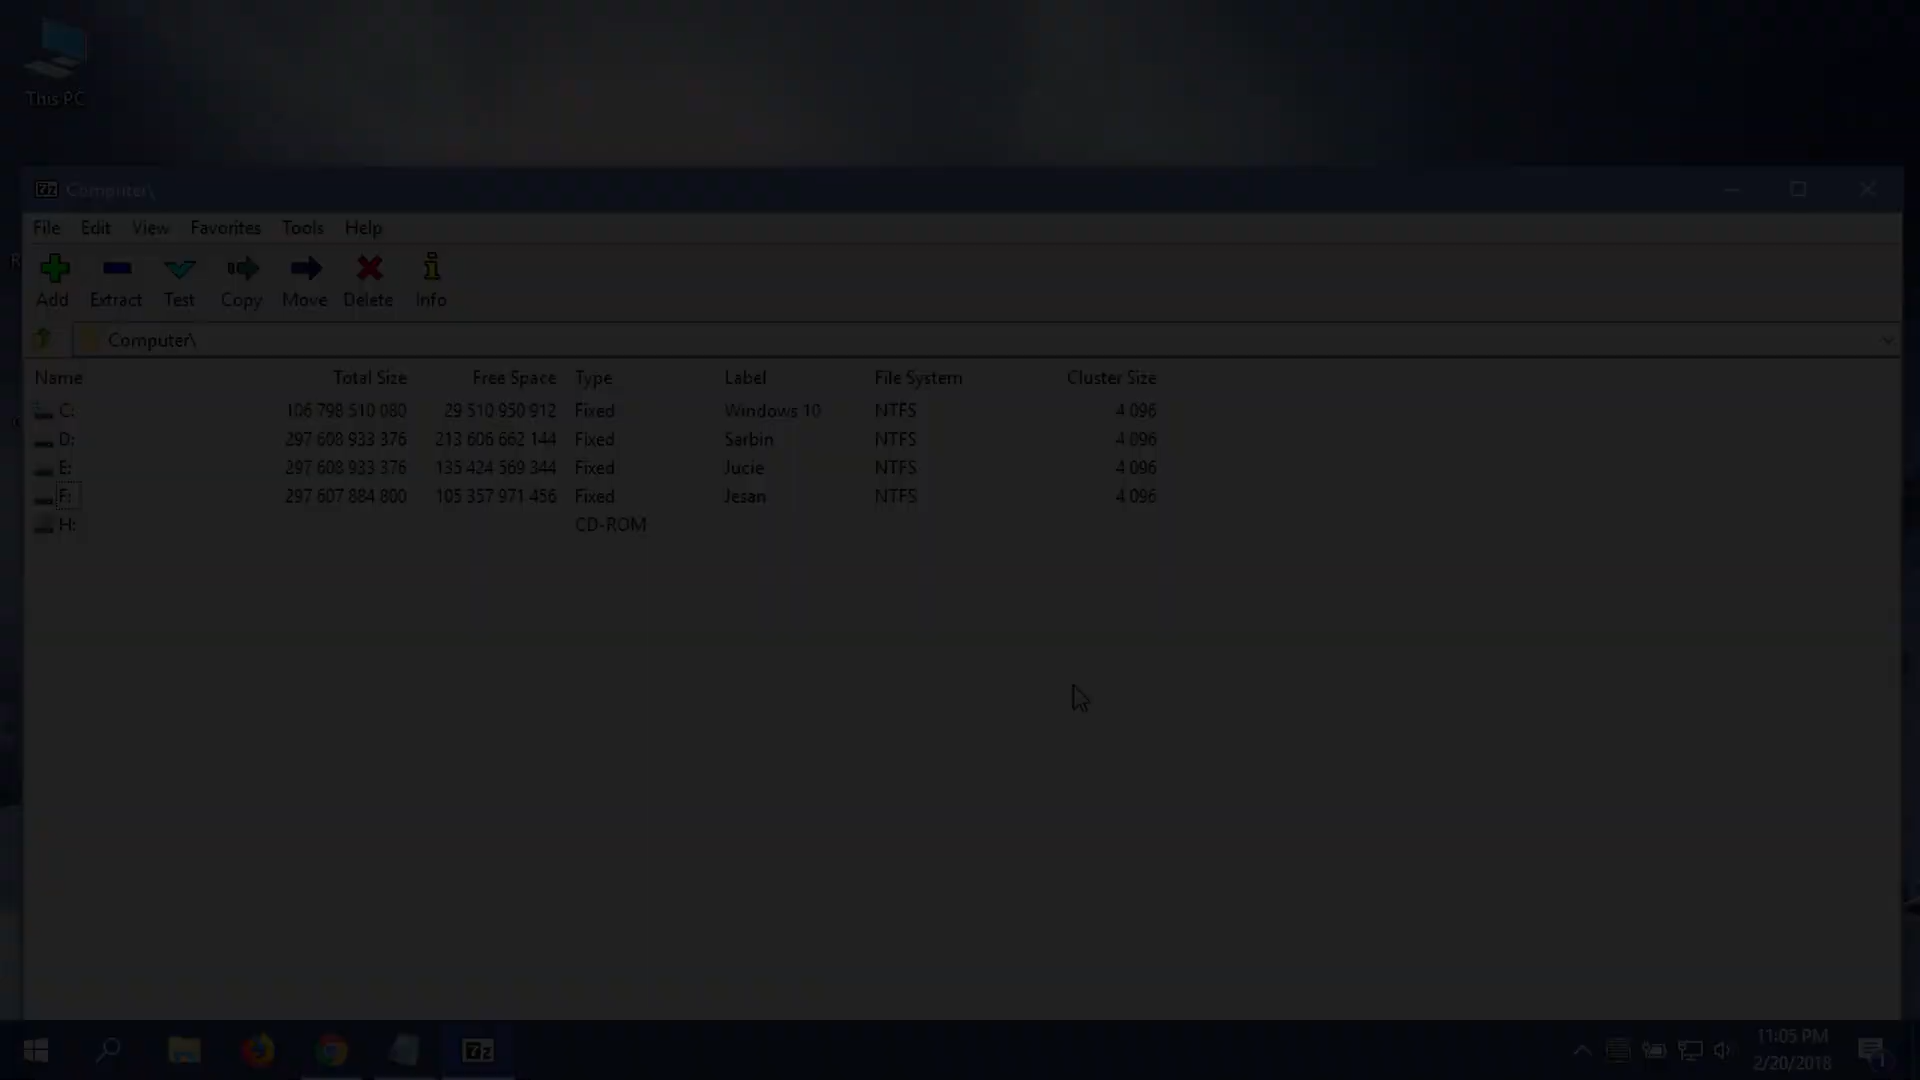 This PC
Computer\
File Edit View Favorites Tools Help
Add Extract Test Copy Move Delete Info
Computer\
Name Total Size Free Space Type Label File System Cluster Size
C: 106 798 510 080 29 510 950 912 Fixed Windows 10 NTFS 4 096
D: 297 608 933 376 213 606 662 144 Fixed Sarbin NTFS 4 096
E: 297 608 933 376 135 424 569 344 Fixed Jucie NTFS 4 096
F: 297 607 884 800 105 357 971 456 Fixed Jesan NTFS 4 096
H: CD-ROM
11:05 PM
2/20/2018